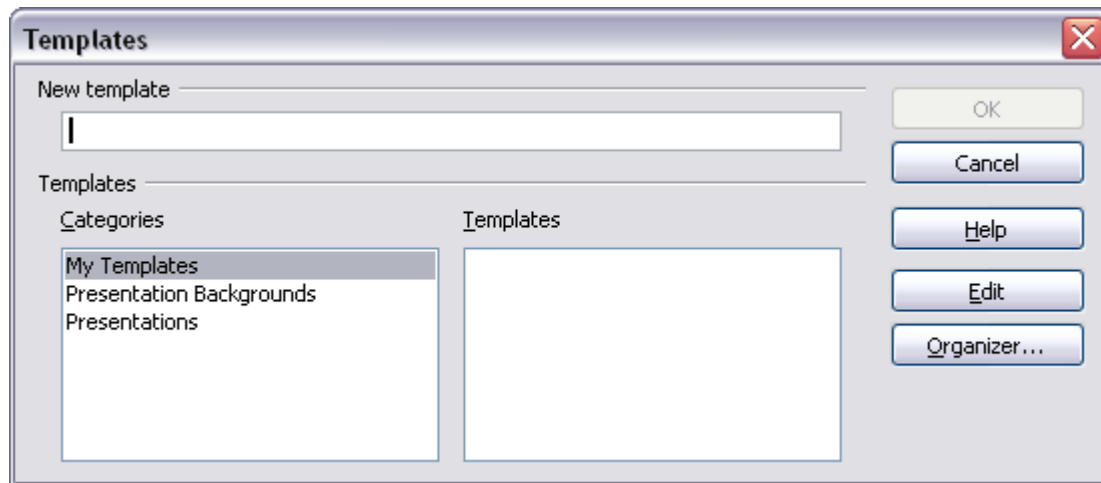 Templates
New template
OK
Cancel
Templates
Categories
Templates
Help
My Templates
Presentation Backgrounds
Presentations
Edit
Organizer...